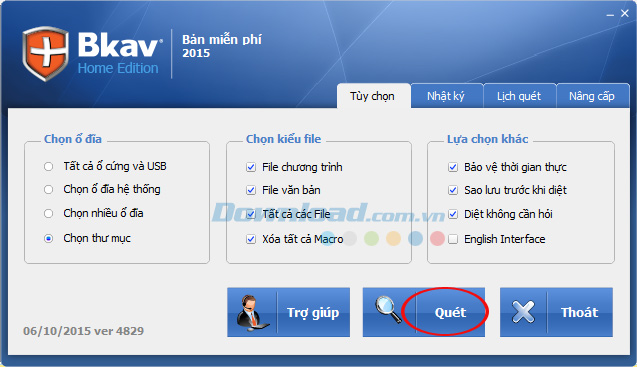 Bkav
Home Edition
Bản miễn phí
2015
Tùy chọn
Nhật ký
Lịch quét
Nâng cấp
Chọn ổ đĩa
Tất cả ổ cứng và USB
Chọn ổ đĩa hệ thống
Chọn nhiều ổ đĩa
Chọn thư mục
Chọn kiểu file
File chương trình
File văn bản
Tất cả các File
Xóa tất cả Macro
Lựa chọn khác
Bảo vệ thời gian thực
Sao lưu trước khi diệt
Diệt không cần hỏi
English Interface
Download.com.vn
Trợ giúp
Quét
Thoát
06/10/2015 ver 4829